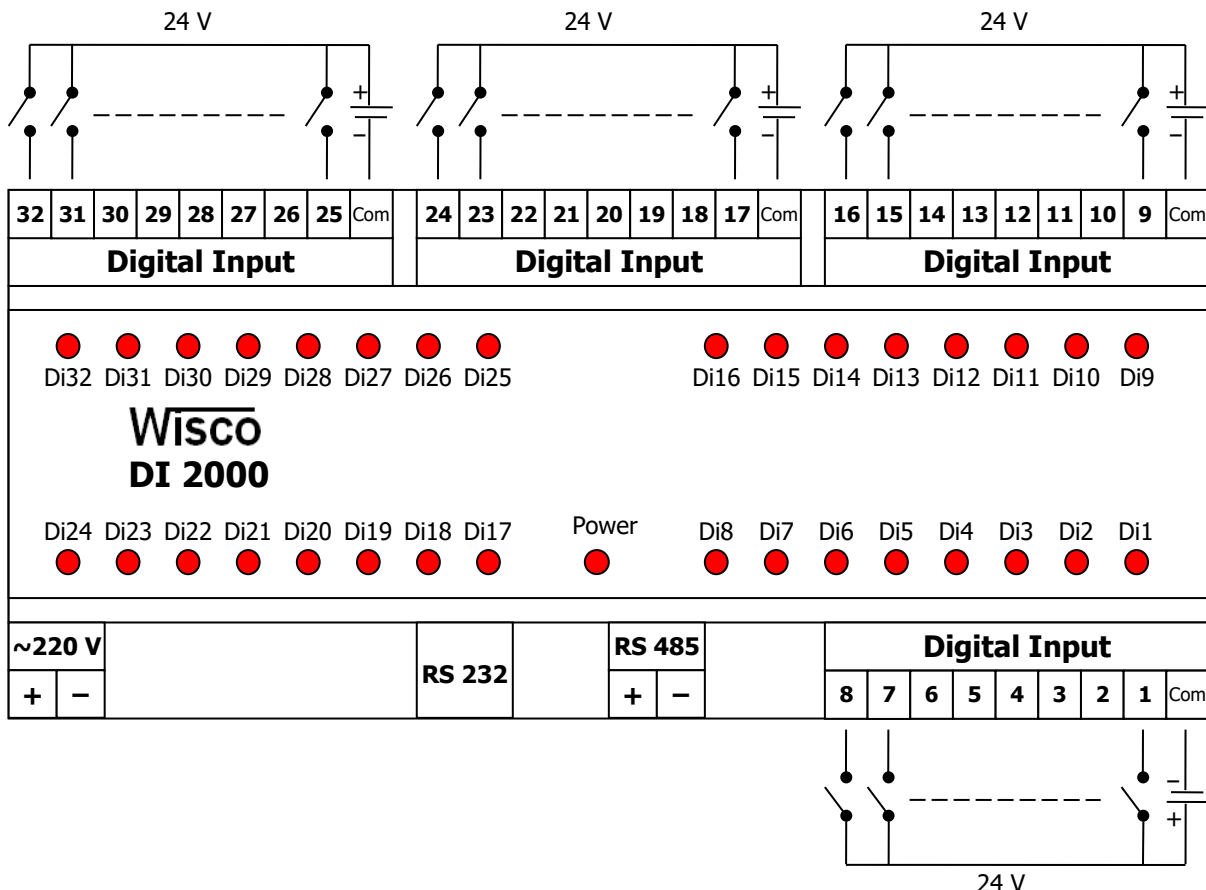 24 V 24 V 24 V
+ + +
− − −
32 31 30 29 28 27 26 25 Com 24 23 22 21 20 19 18 17 Com 16 15 14 13 12 11 10 9 Com
Digital Input Digital Input Digital Input
Di32 Di31 Di30 Di29 Di28 Di27 Di26 Di25 Di16 Di15 Di14 Di13 Di12 Di11 Di10 Di9
Wisco
DI 2000
Di24 Di23 Di22 Di21 Di20 Di19 Di18 Di17 Power Di8 Di7 Di6 Di5 Di4 Di3 Di2 Di1
~220 V RS 232 RS 485 Digital Input
+ − + − 8 7 6 5 4 3 2 1 Com
−
+
24 V